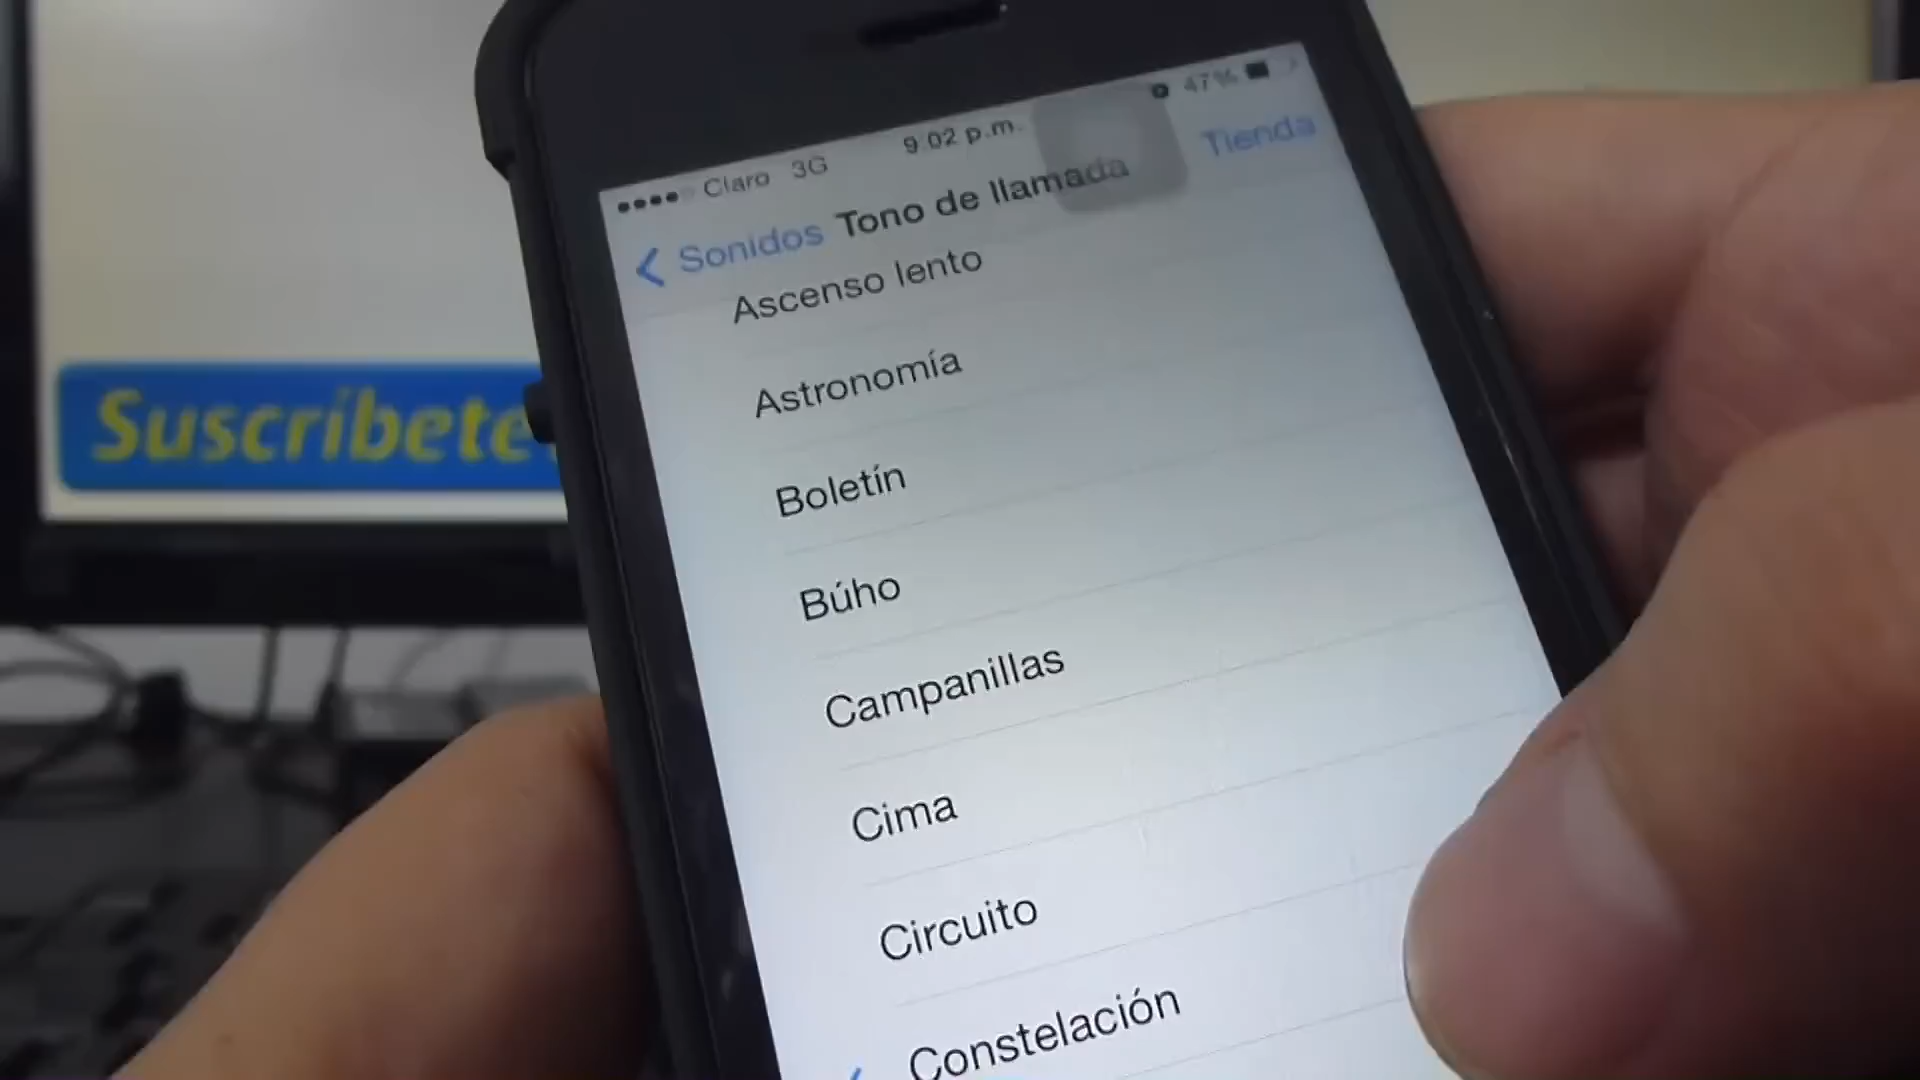 Claro 3G 9:02 p.m. 47%
Sonidos Tono de llamada Tienda
Ascenso lento
Astronomía
Boletín
Búho
Campanillas
Cima
Circuito
Constelación
Suscríbete